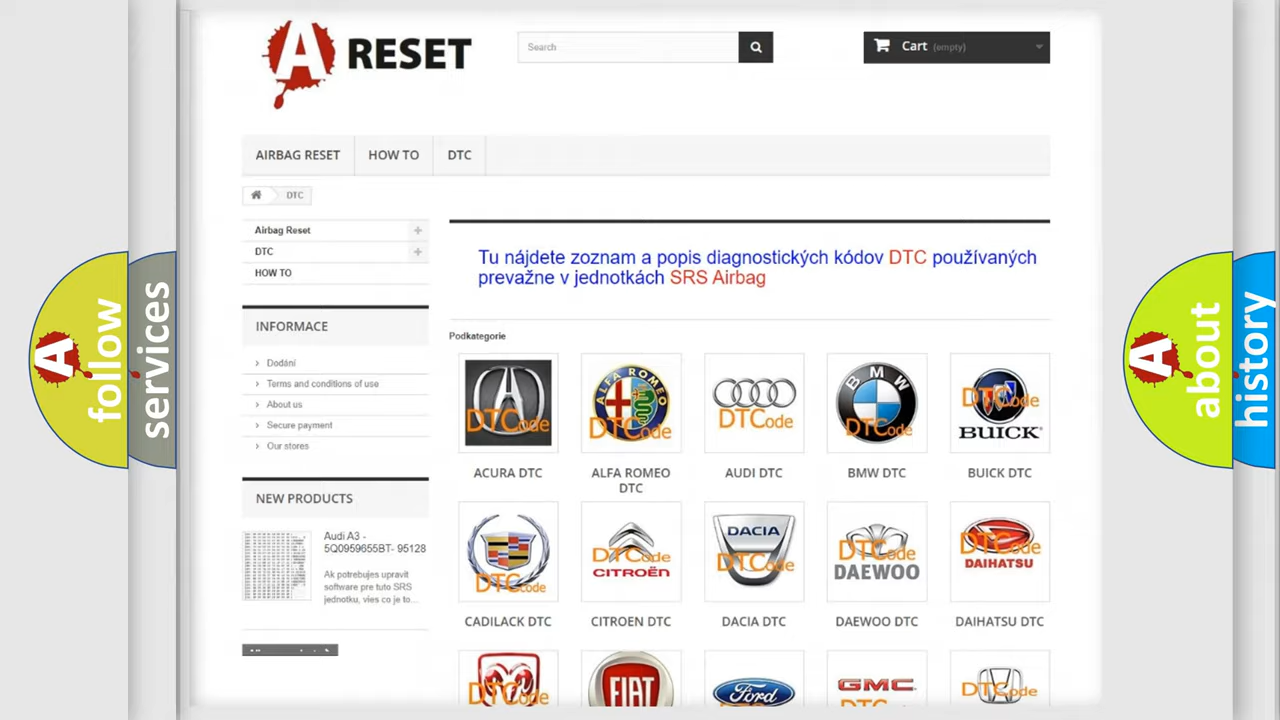 A RESET
Search
Cart (empty)
AIRBAG RESET
HOW TO
DTC
DTC
Airbag Reset
DTC
HOW TO
INFORMACE
Dodání
Terms and conditions of use
About us
Secure payment
Our stores
NEW PRODUCTS
Audi A3 -
5Q0959655BT- 95128
Ak potrebujes upravit
software pre tuto SRS
jednotku, vies co je to...
Tu nájdete zoznam a popis diagnostických kódov DTC používaných
prevažne v jednotkách SRS Airbag
Podkategorie
DTCode
ALFA ROMEO
DTCode
DTCode
BMW
DTCode
DTCode
BUICK
ACURA DTC
ALFA ROMEO
DTC
AUDI DTC
BMW DTC
BUICK DTC
DTCode
DTCode
CITROËN
DACIA
DTCode
DTCode
DAEWOO
DTCode
DAIHATSU
CADILACK DTC
CITROEN DTC
DACIA DTC
DAEWOO DTC
DAIHATSU DTC
DTCode
FIAT
Ford
GMC
DTCode
A
follow
services
A
about
history